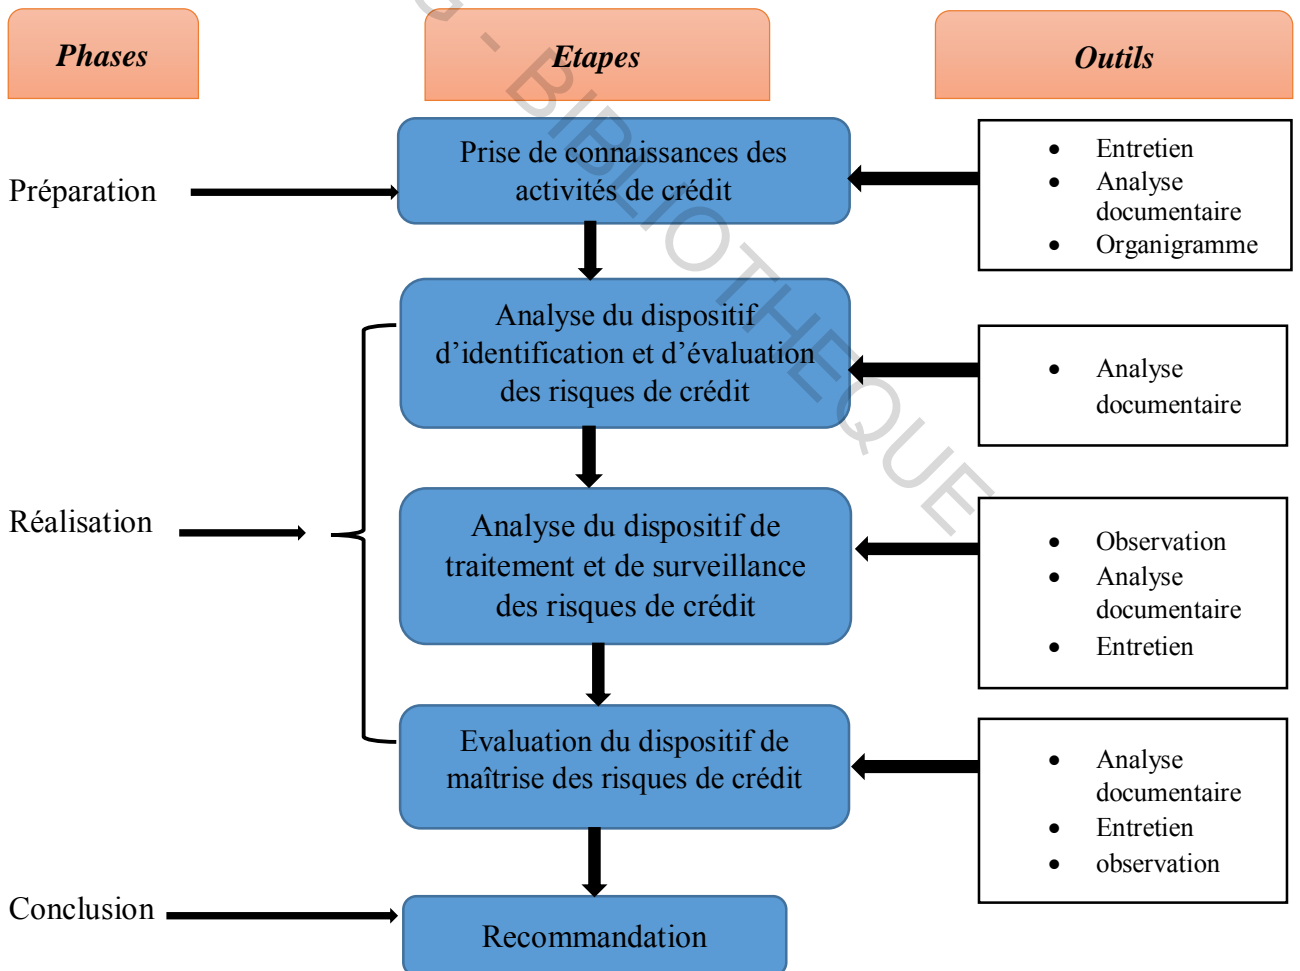 Phases
Etapes
Outils
Préparation
Prise de connaissances des
activités de crédit
• Entretien
• Analyse
documentaire
• Organigramme
Analyse du dispositif
d’identification et d’évaluation
des risques de crédit
• Analyse
documentaire
Réalisation
Analyse du dispositif de
traitement et de surveillance
des risques de crédit
• Observation
• Analyse
documentaire
• Entretien
Evaluation du dispositif de
maîtrise des risques de crédit
• Analyse
documentaire
• Entretien
• observation
Conclusion
Recommandation
- BIBLIOTHEQUE